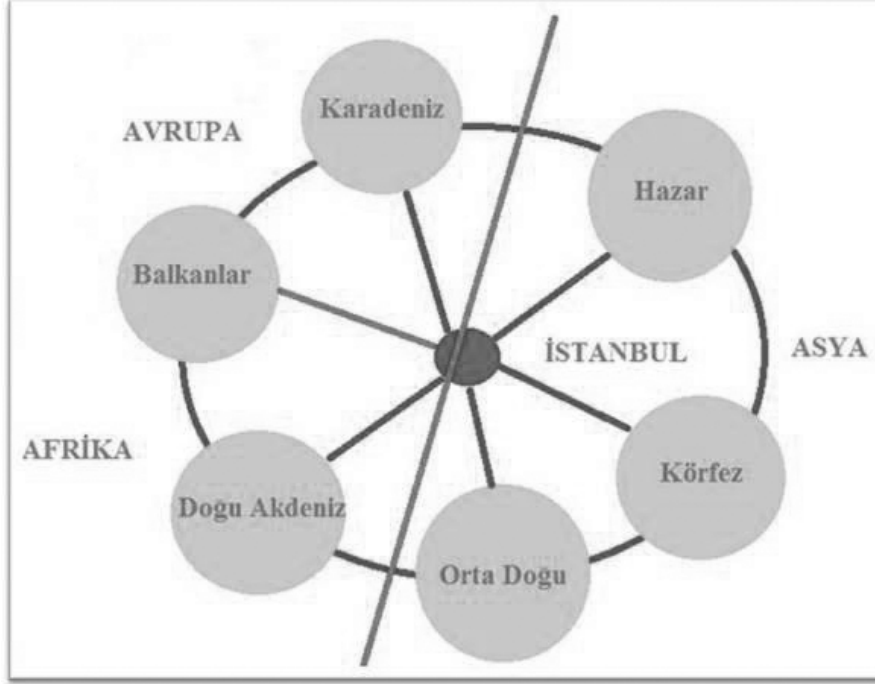 Karadeniz
AVRUPA
Hazar
Balkanlar
İSTANBUL
ASYA
AFRİKA
Körfez
Doğu Akdeniz
Orta Doğu